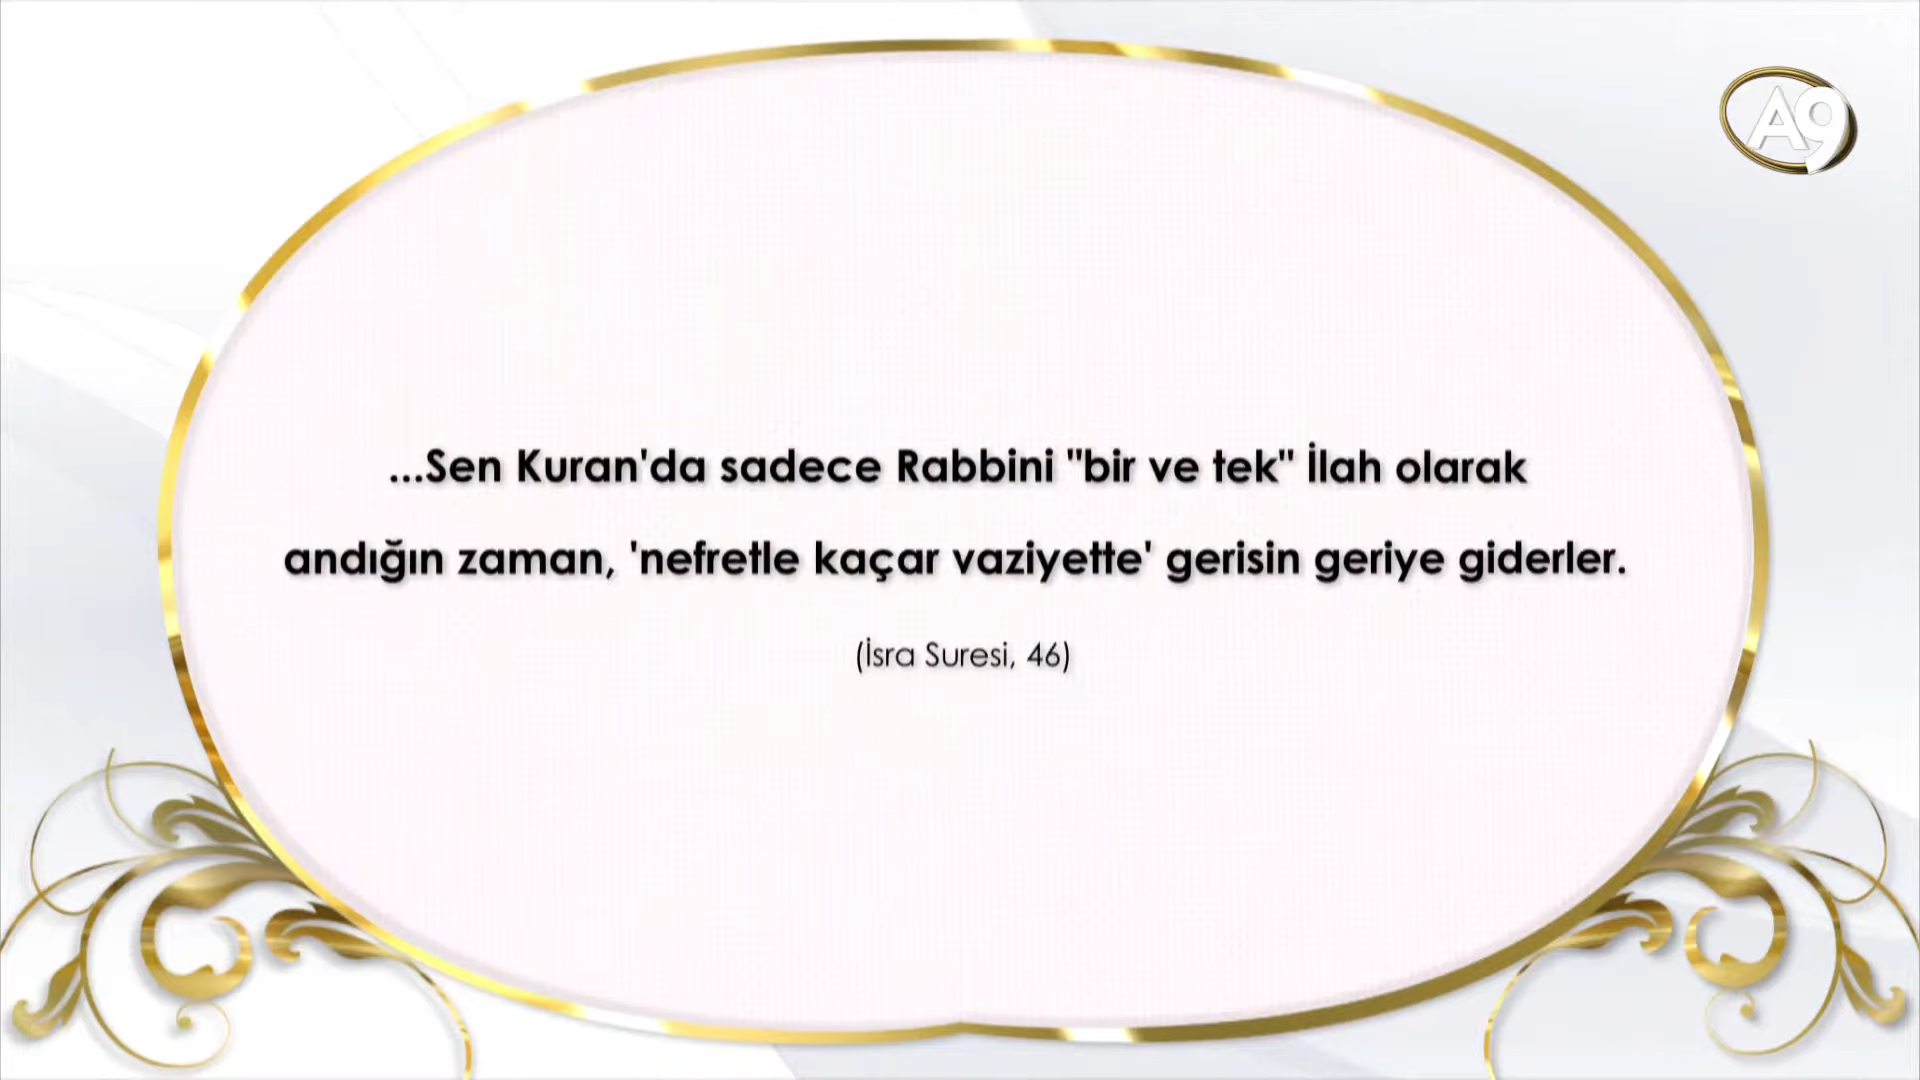 A9
...Sen Kuran'da sadece Rabbini "bir ve tek" İlah olarak
andığın zaman, 'nefretle kaçar vaziyette' gerisin geriye giderler.
(İsra Suresi, 46)